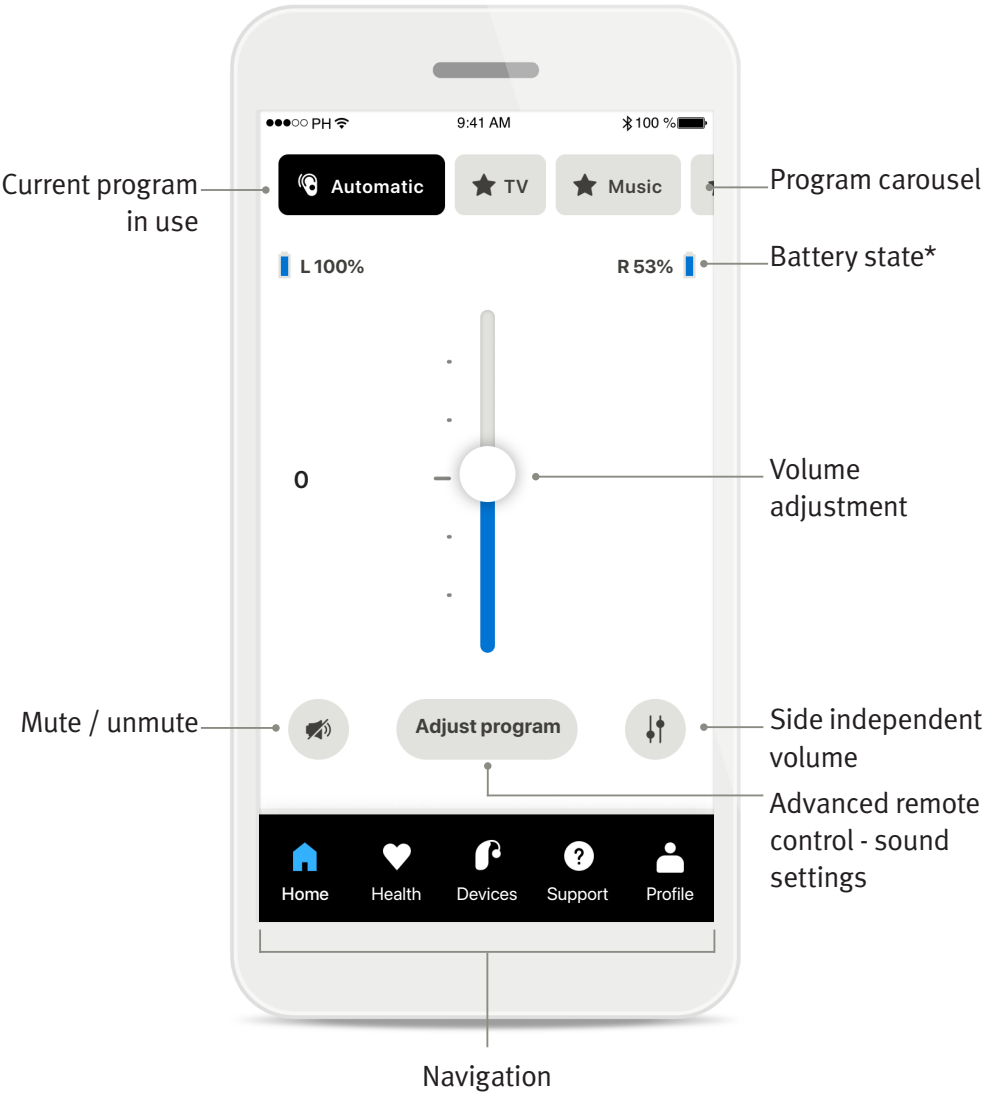 ●●●○○ PH 9:41 AM 100 %
Current program
in use
Automatic TV Music
Program carousel
L 100% R 53%
Battery state*
0
Volume
adjustment
Mute / unmute
Adjust program
Side independent
volume
Advanced remote
control - sound
settings
Home Health Devices Support Profile
Navigation